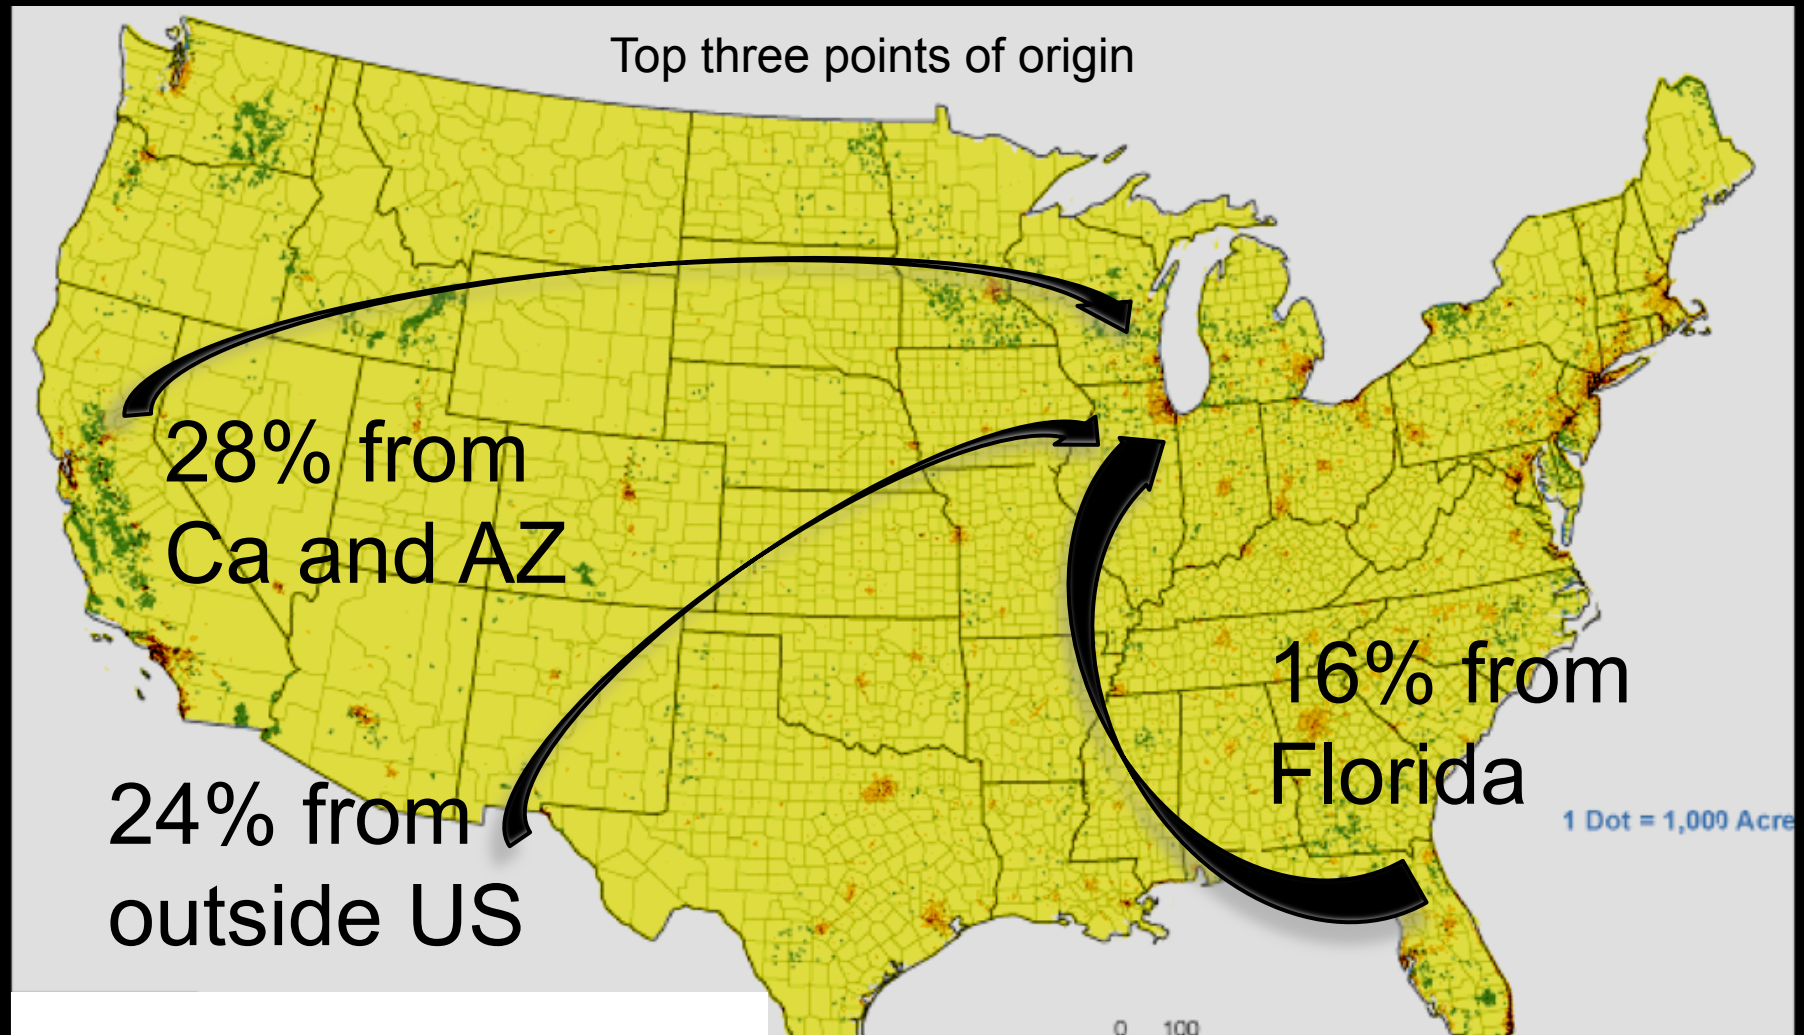 Top three points of origin
28% from
Ca and AZ
16% from
Florida
24% from
outside US
1 Dot = 1,000 Acre
0 100